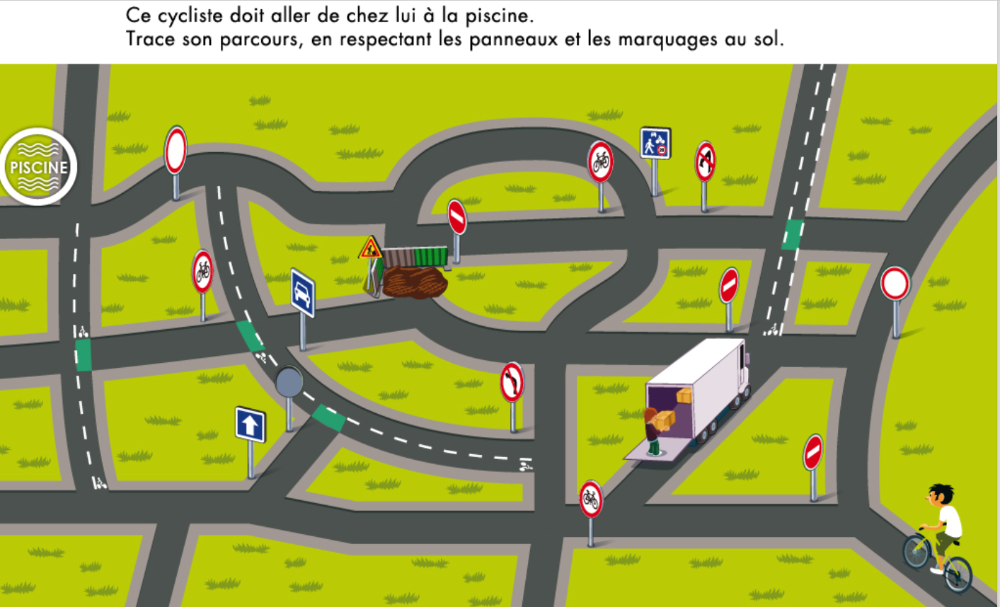 Ce cycliste doit aller de chez lui à la piscine.
Trace son parcours, en respectant les panneaux et les marquages au sol.
PISCINE